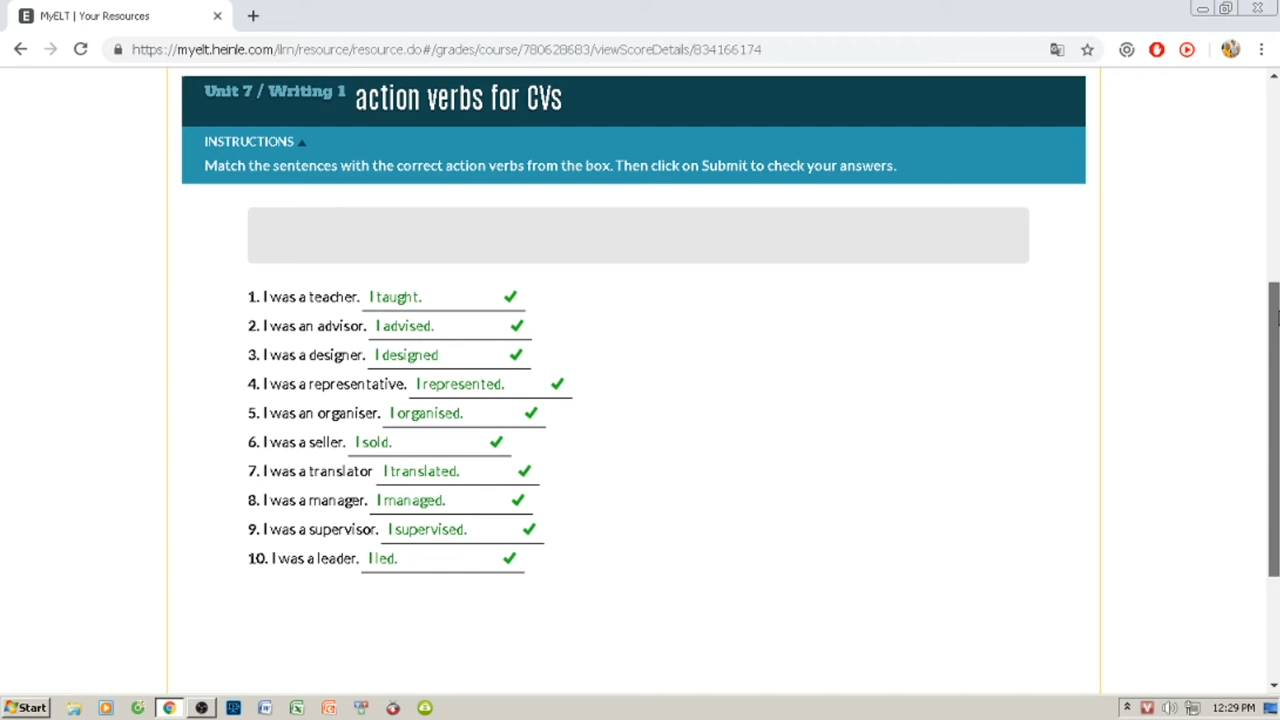 MyELT | Your Resources
https://myelt.heinle.com/ilrn/resource/resource.do#/grades/course/780628683/viewScoreDetails/834166174
Unit 7 / Writing 1 action verbs for CVs
INSTRUCTIONS
Match the sentences with the correct action verbs from the box. Then click on Submit to check your answers.
1. I was a teacher. I taught.
2. I was an advisor. I advised.
3. I was a designer. I designed
4. I was a representative. I represented.
5. I was an organiser. I organised.
6. I was a seller. I sold.
7. I was a translator I translated.
8. I was a manager. I managed.
9. I was a supervisor. I supervised.
10. I was a leader. I led.
Start
12:29 PM